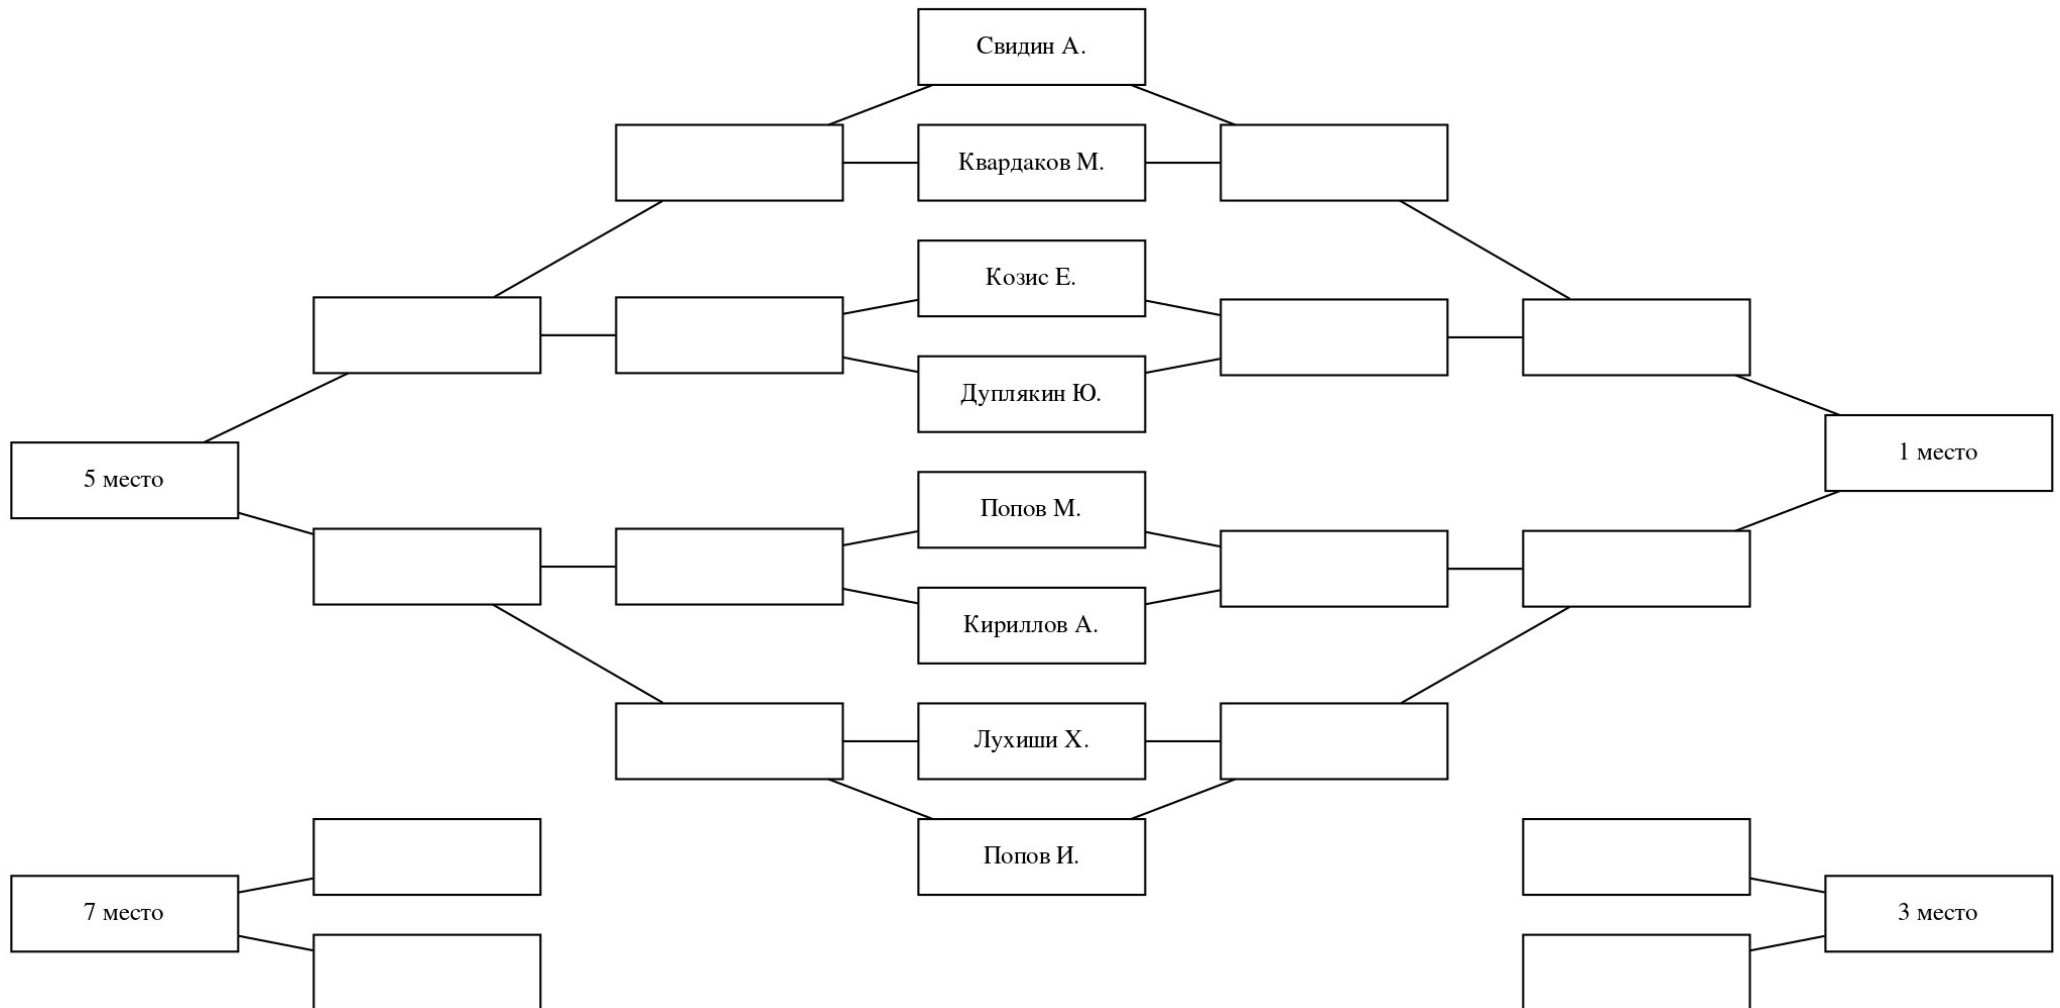 Свидин А.
Квардаков М.
Козис Е.
Дуплякин Ю.
1 место
5 место
Попов М.
Кириллов А.
Лухиши Х.
Попов И.
7 место
3 место